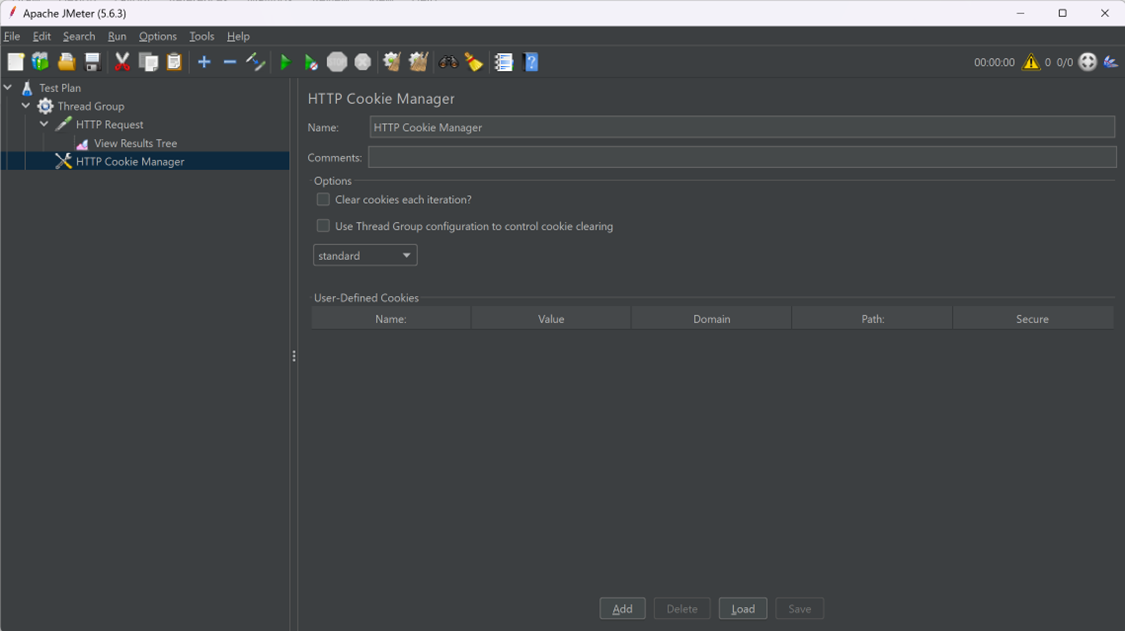 Apache JMeter (5.6.3)
File Edit Search Run Options Tools Help
00:00:00 0 0/0
Test Plan
Thread Group
HTTP Request
View Results Tree
HTTP Cookie Manager
HTTP Cookie Manager
Name: HTTP Cookie Manager
Comments:
Options
Clear cookies each iteration?
Use Thread Group configuration to control cookie clearing
standard
User-Defined Cookies
Name: Value Domain Path: Secure
Add Delete Load Save